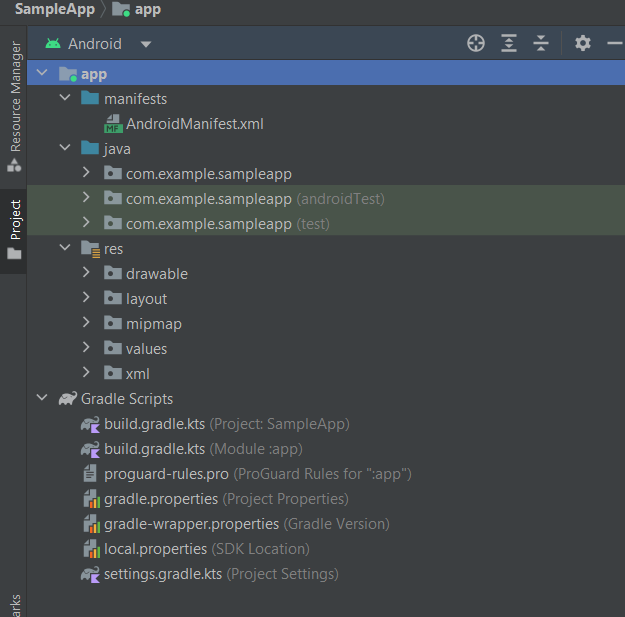 SampleApp app
Android
Resource Manager
Project
app
manifests
MF AndroidManifest.xml
java
com.example.sampleapp
com.example.sampleapp (androidTest)
com.example.sampleapp (test)
res
drawable
layout
mipmap
values
xml
Gradle Scripts
build.gradle.kts (Project: SampleApp)
build.gradle.kts (Module :app)
proguard-rules.pro (ProGuard Rules for ":app")
gradle.properties (Project Properties)
gradle-wrapper.properties (Gradle Version)
local.properties (SDK Location)
settings.gradle.kts (Project Settings)